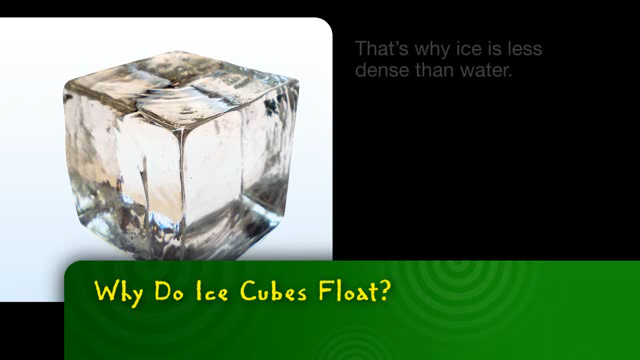 That's why ice is less
dense than water.
Why Do Ice Cubes Float?